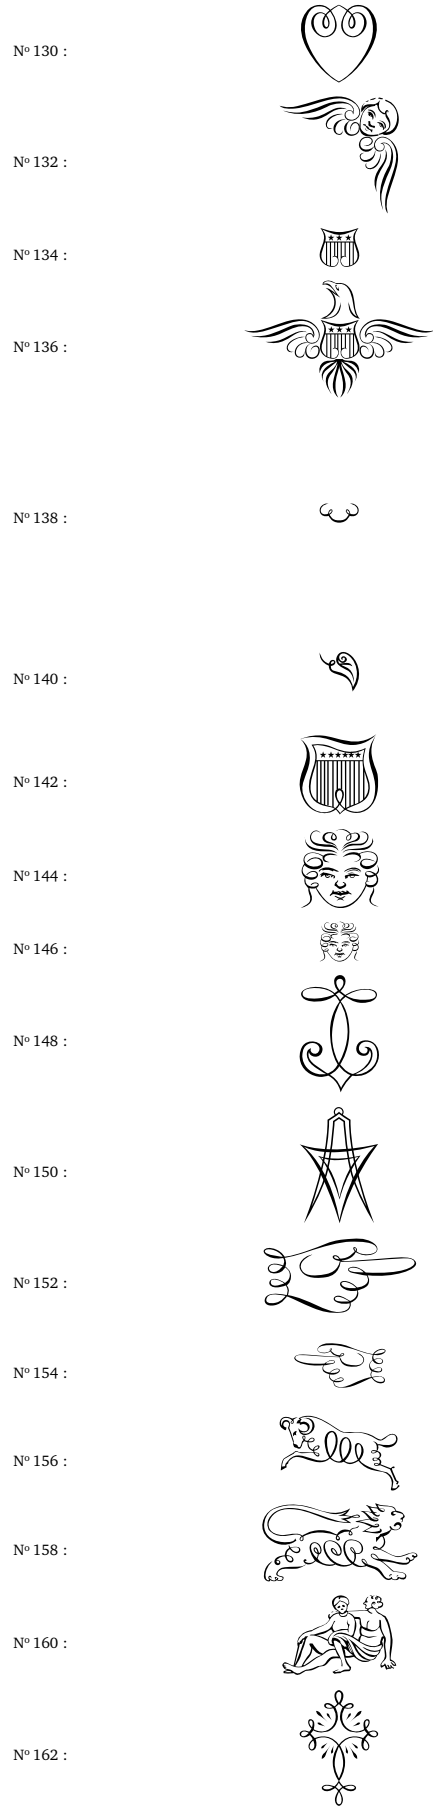 Nº 130 :
Nº 132 :
Nº 134 :
Nº 136 :
Nº 138 :
Nº 140 :
Nº 142 :
Nº 144 :
Nº 146 :
Nº 148 :
Nº 150 :
Nº 152 :
Nº 154 :
Nº 156 :
Nº 158 :
Nº 160 :
Nº 162 :